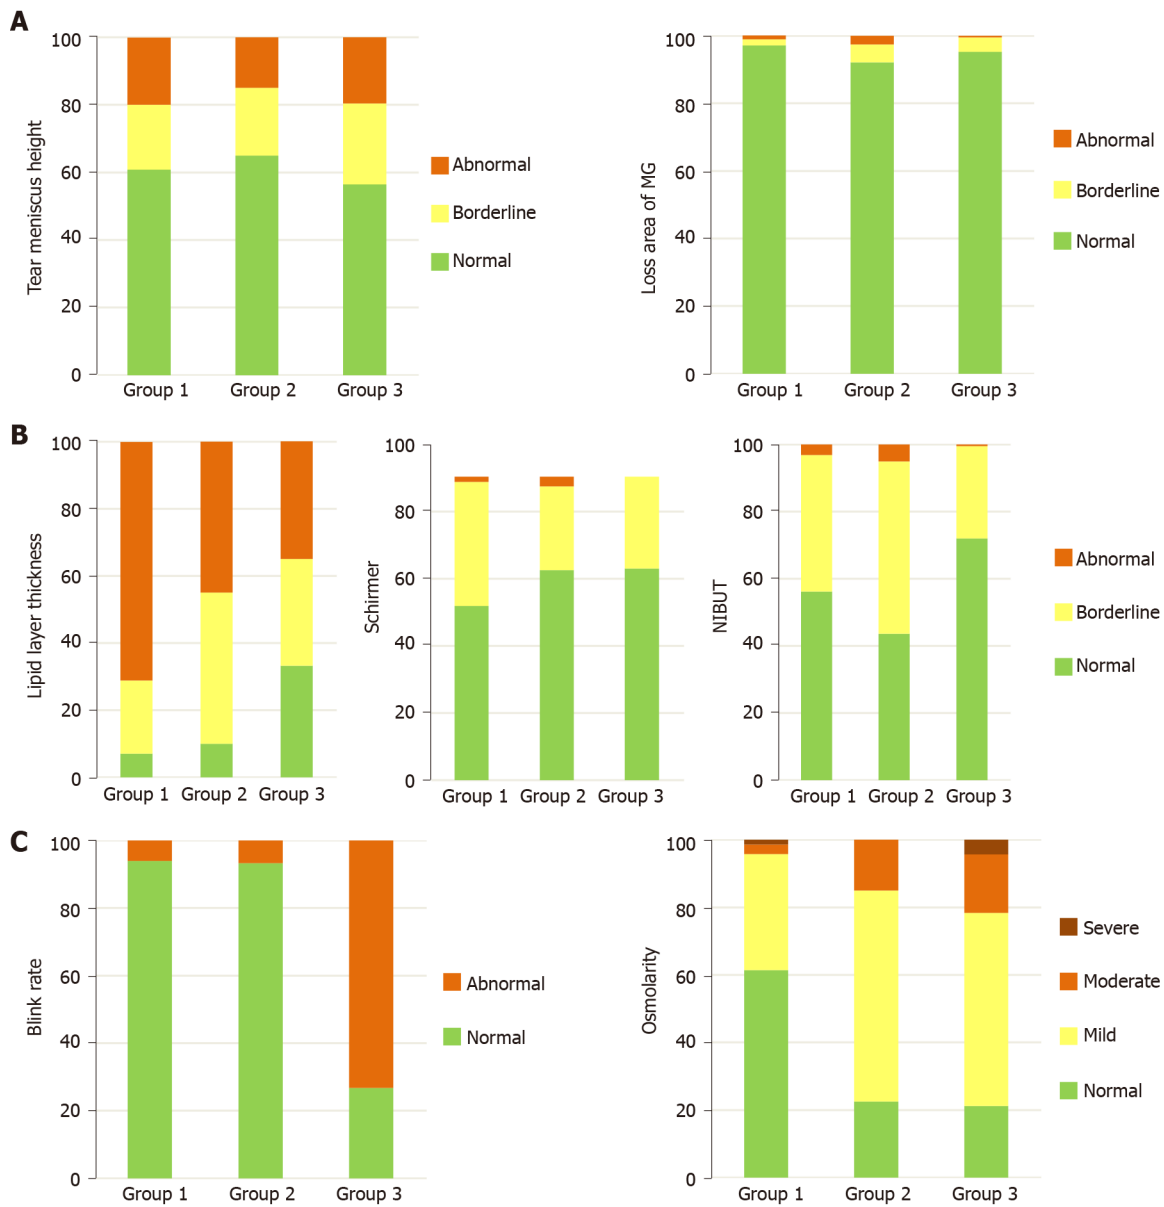 A
Tear meniscus height
100
80
60
40
20
0
Group 1 Group 2 Group 3
Abnormal
Borderline
Normal
Loss area of MG
100
80
60
40
20
0
Group 1 Group 2 Group 3
Abnormal
Borderline
Normal
B
Lipid layer thickness
100
80
60
40
20
0
Group 1 Group 2 Group 3
Schirmer
100
80
60
40
20
0
Group 1 Group 2 Group 3
NIBUT
100
80
60
40
20
0
Group 1 Group 2 Group 3
Abnormal
Borderline
Normal
C
Blink rate
100
80
60
40
20
0
Group 1 Group 2 Group 3
Abnormal
Normal
Osmolarity
100
80
60
40
20
0
Group 1 Group 2 Group 3
Severe
Moderate
Mild
Normal